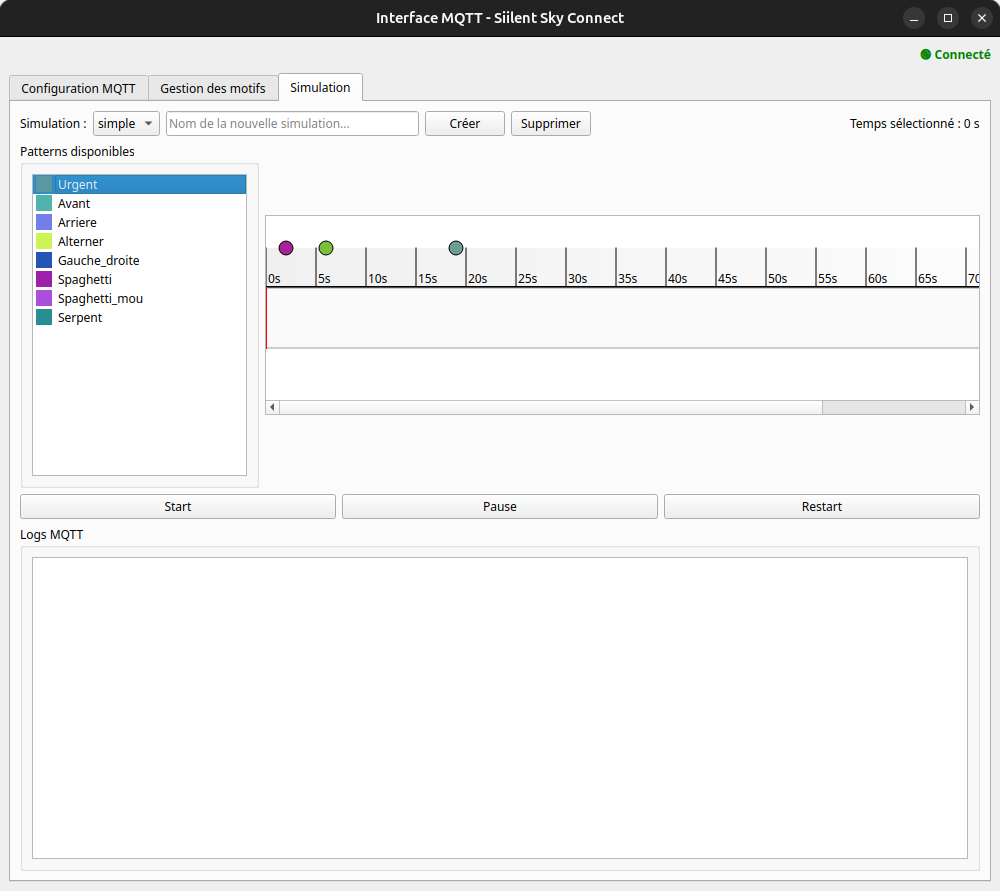 Interface MQTT - Siilent Sky Connect
Connecté
Configuration MQTT Gestion des motifs Simulation
Simulation : simple Nom de la nouvelle simulation... Créer Supprimer Temps sélectionné : 0 s
Patterns disponibles
Urgent
Avant
Arriere
Alterner
Gauche_droite
Spaghetti
Spaghetti_mou
Serpent
0s 5s 10s 15s 20s 25s 30s 35s 40s 45s 50s 55s 60s 65s 70
Start Pause Restart
Logs MQTT